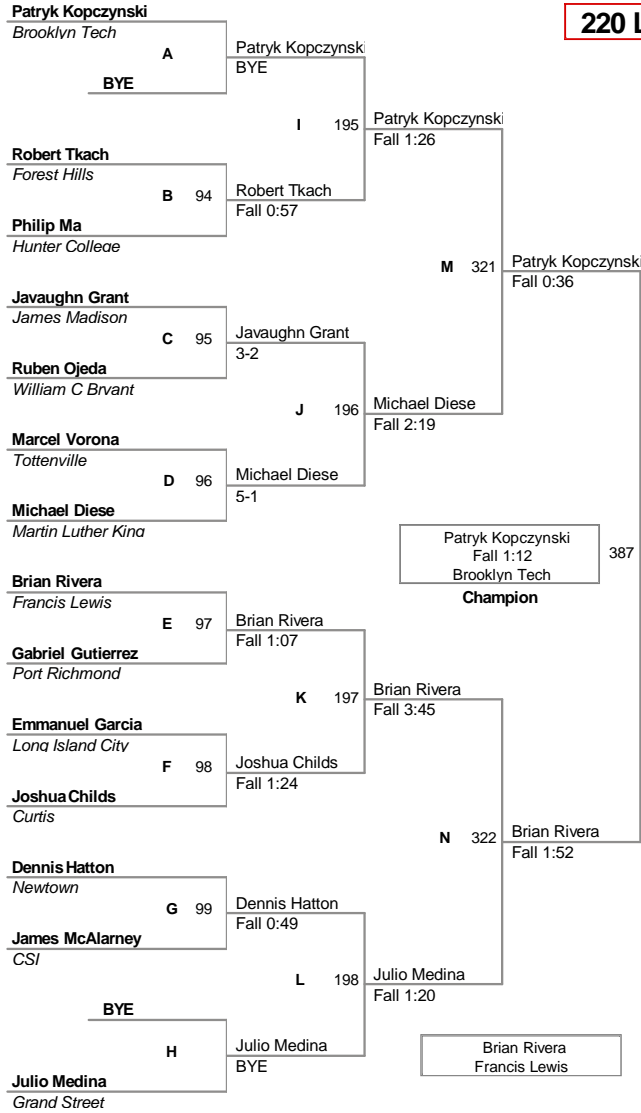 Patryk Kopczynski
Brooklyn Tech
A
BYE
Patryk Kopczynski
BYE
220 L
I 195
Patryk Kopczynski
Fall 1:26
Robert Tkach
Forest Hills
B 94
Robert Tkach
Fall 0:57
Philip Ma
Hunter College
M 321
Patryk Kopczynski
Fall 0:36
Javaughn Grant
James Madison
C 95
Javaughn Grant
3-2
Ruben Ojeda
William C Bryant
J 196
Michael Diese
Fall 2:19
Marcel Vorona
Tottenville
D 96
Michael Diese
5-1
Michael Diese
Martin Luther King
Patryk Kopczynski
Fall 1:12
Brooklyn Tech
387
Champion
Brian Rivera
Francis Lewis
E 97
Brian Rivera
Fall 1:07
Gabriel Gutierrez
Port Richmond
K 197
Brian Rivera
Fall 3:45
Emmanuel Garcia
Long Island City
F 98
Joshua Childs
Fall 1:24
Joshua Childs
Curtis
N 322
Brian Rivera
Fall 1:52
Dennis Hatton
Newtown
G 99
Dennis Hatton
Fall 0:49
James McAlarney
CSI
L 198
Julio Medina
Fall 1:20
BYE
H
Julio Medina
BYE
Julio Medina
Grand Street
Brian Rivera
Francis Lewis